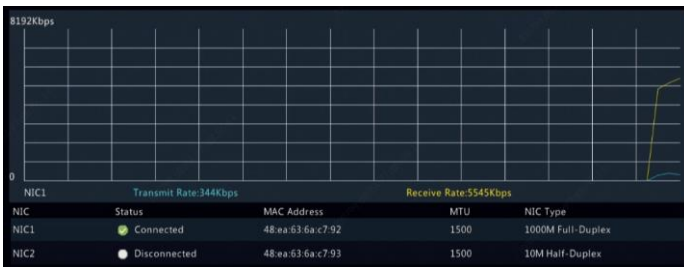 8192Kbps
0
NIC1 Transmit Rate:344Kbps Receive Rate:5545Kbps
NIC Status MAC Address MTU NIC Type
NIC1 Connected 48:ea:63:6a:c7:92 1500 1000M Full-Duplex
NIC2 Disconnected 48:ea:63:6a:c7:93 1500 10M Half-Duplex